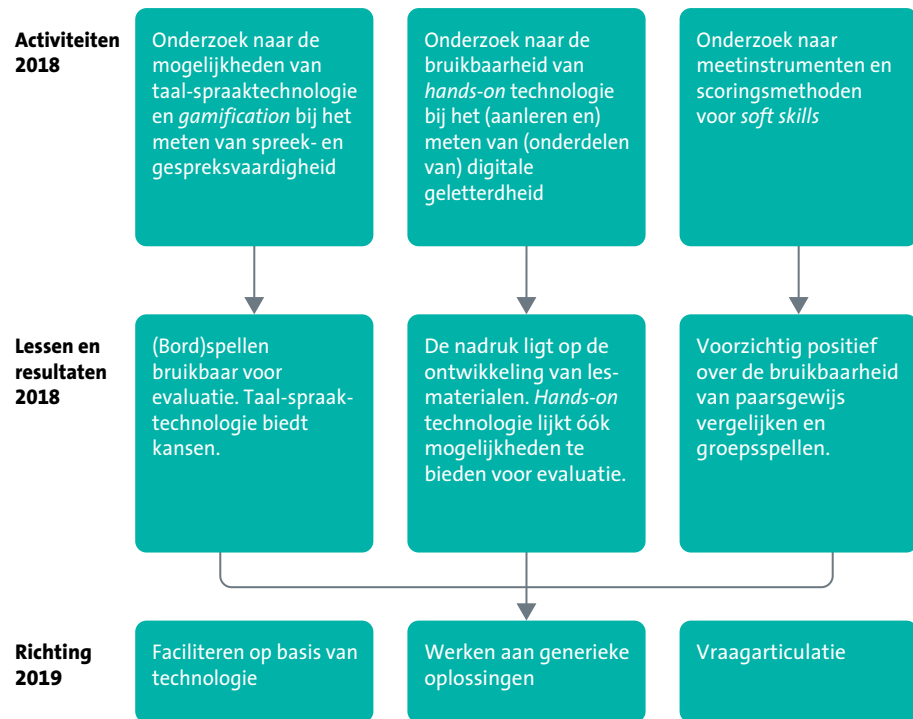 Activiteiten
2018
Onderzoek naar de
mogelijkheden van
taal-spraaktechnologie
en gamification bij het
meten van spreek- en
gespreksvaardigheid
Onderzoek naar de
bruikbaarheid van
hands-on technologie
bij het (aanleren en)
meten van (onderdelen
van) digitale
geletterdheid
Onderzoek naar
meetinstrumenten en
scoringsmethoden
voor soft skills
Lessen en
resultaten
2018
(Bord)spellen
bruikbaar voor
evaluatie. Taal-spraak-
technologie biedt
kansen.
De nadruk ligt op de
ontwikkeling van les-
materialen. Hands-on
technologie lijkt óók
mogelijkheden te
bieden voor evaluatie.
Voorzichtig positief
over de bruikbaarheid
van paarsgewijs
vergelijken en
groepsspellen.
Richting
2019
Faciliteren op basis van
technologie
Werken aan generieke
oplossingen
Vraagarticulatie